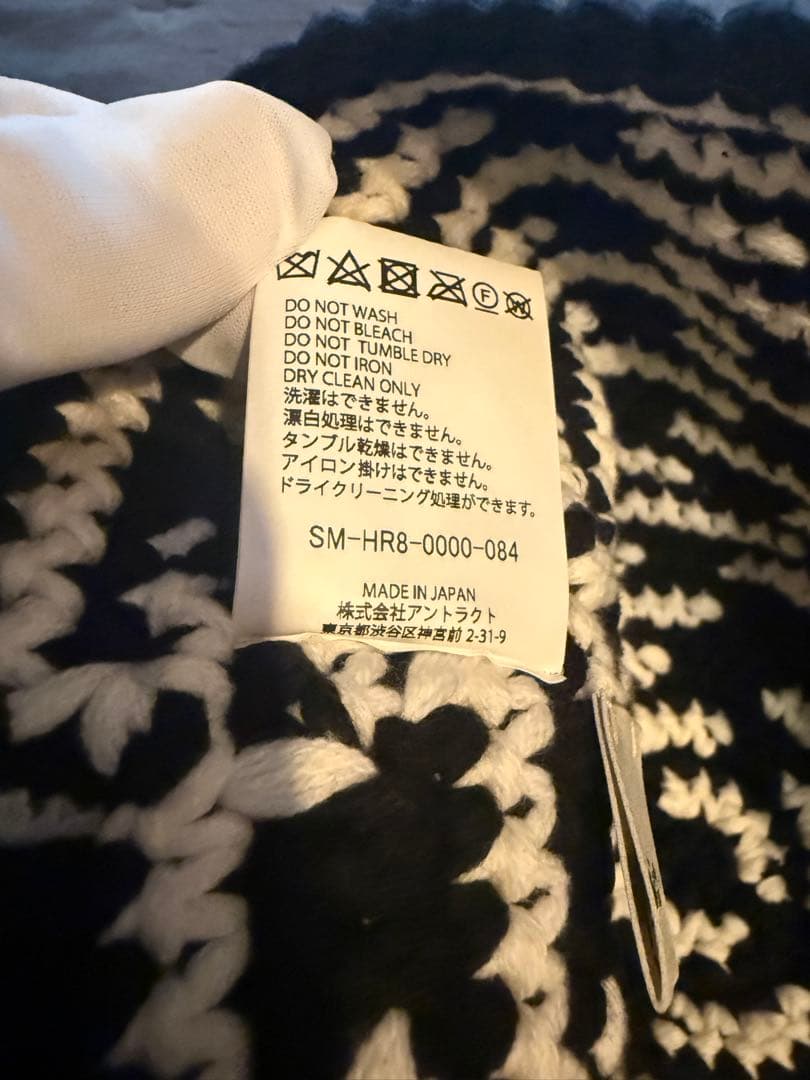 DO NOT WASH
DO NOT BLEACH
DO NOT TUMBLE DRY
DO NOT IRON
DRY CLEAN ONLY
洗濯はできません。
漂白処理はできません。
タンブル乾燥はできません。
アイロン掛けはできません。
ドライクリーニング処理ができます。
SM-HR8-0000-084
MADE IN JAPAN
株式会社アントラクト
東京都渋谷区神宮前 2-31-9